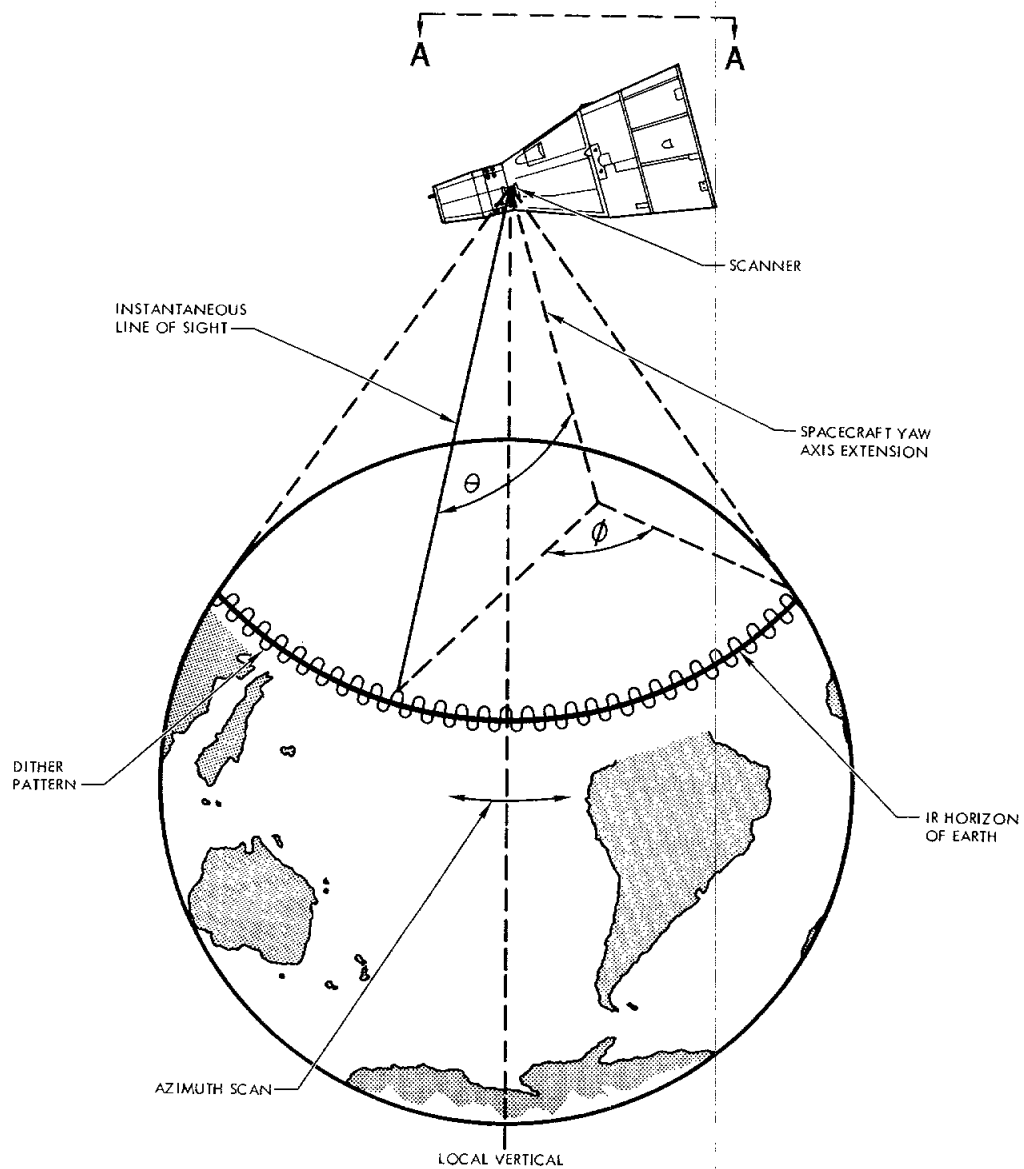 A A
SCANNER
INSTANTANEOUS
LINE OF SIGHT
SPACECRAFT YAW
AXIS EXTENSION
θ
ϕ
DITHER
PATTERN
IR HORIZON
OF EARTH
AZIMUTH SCAN
LOCAL VERTICAL